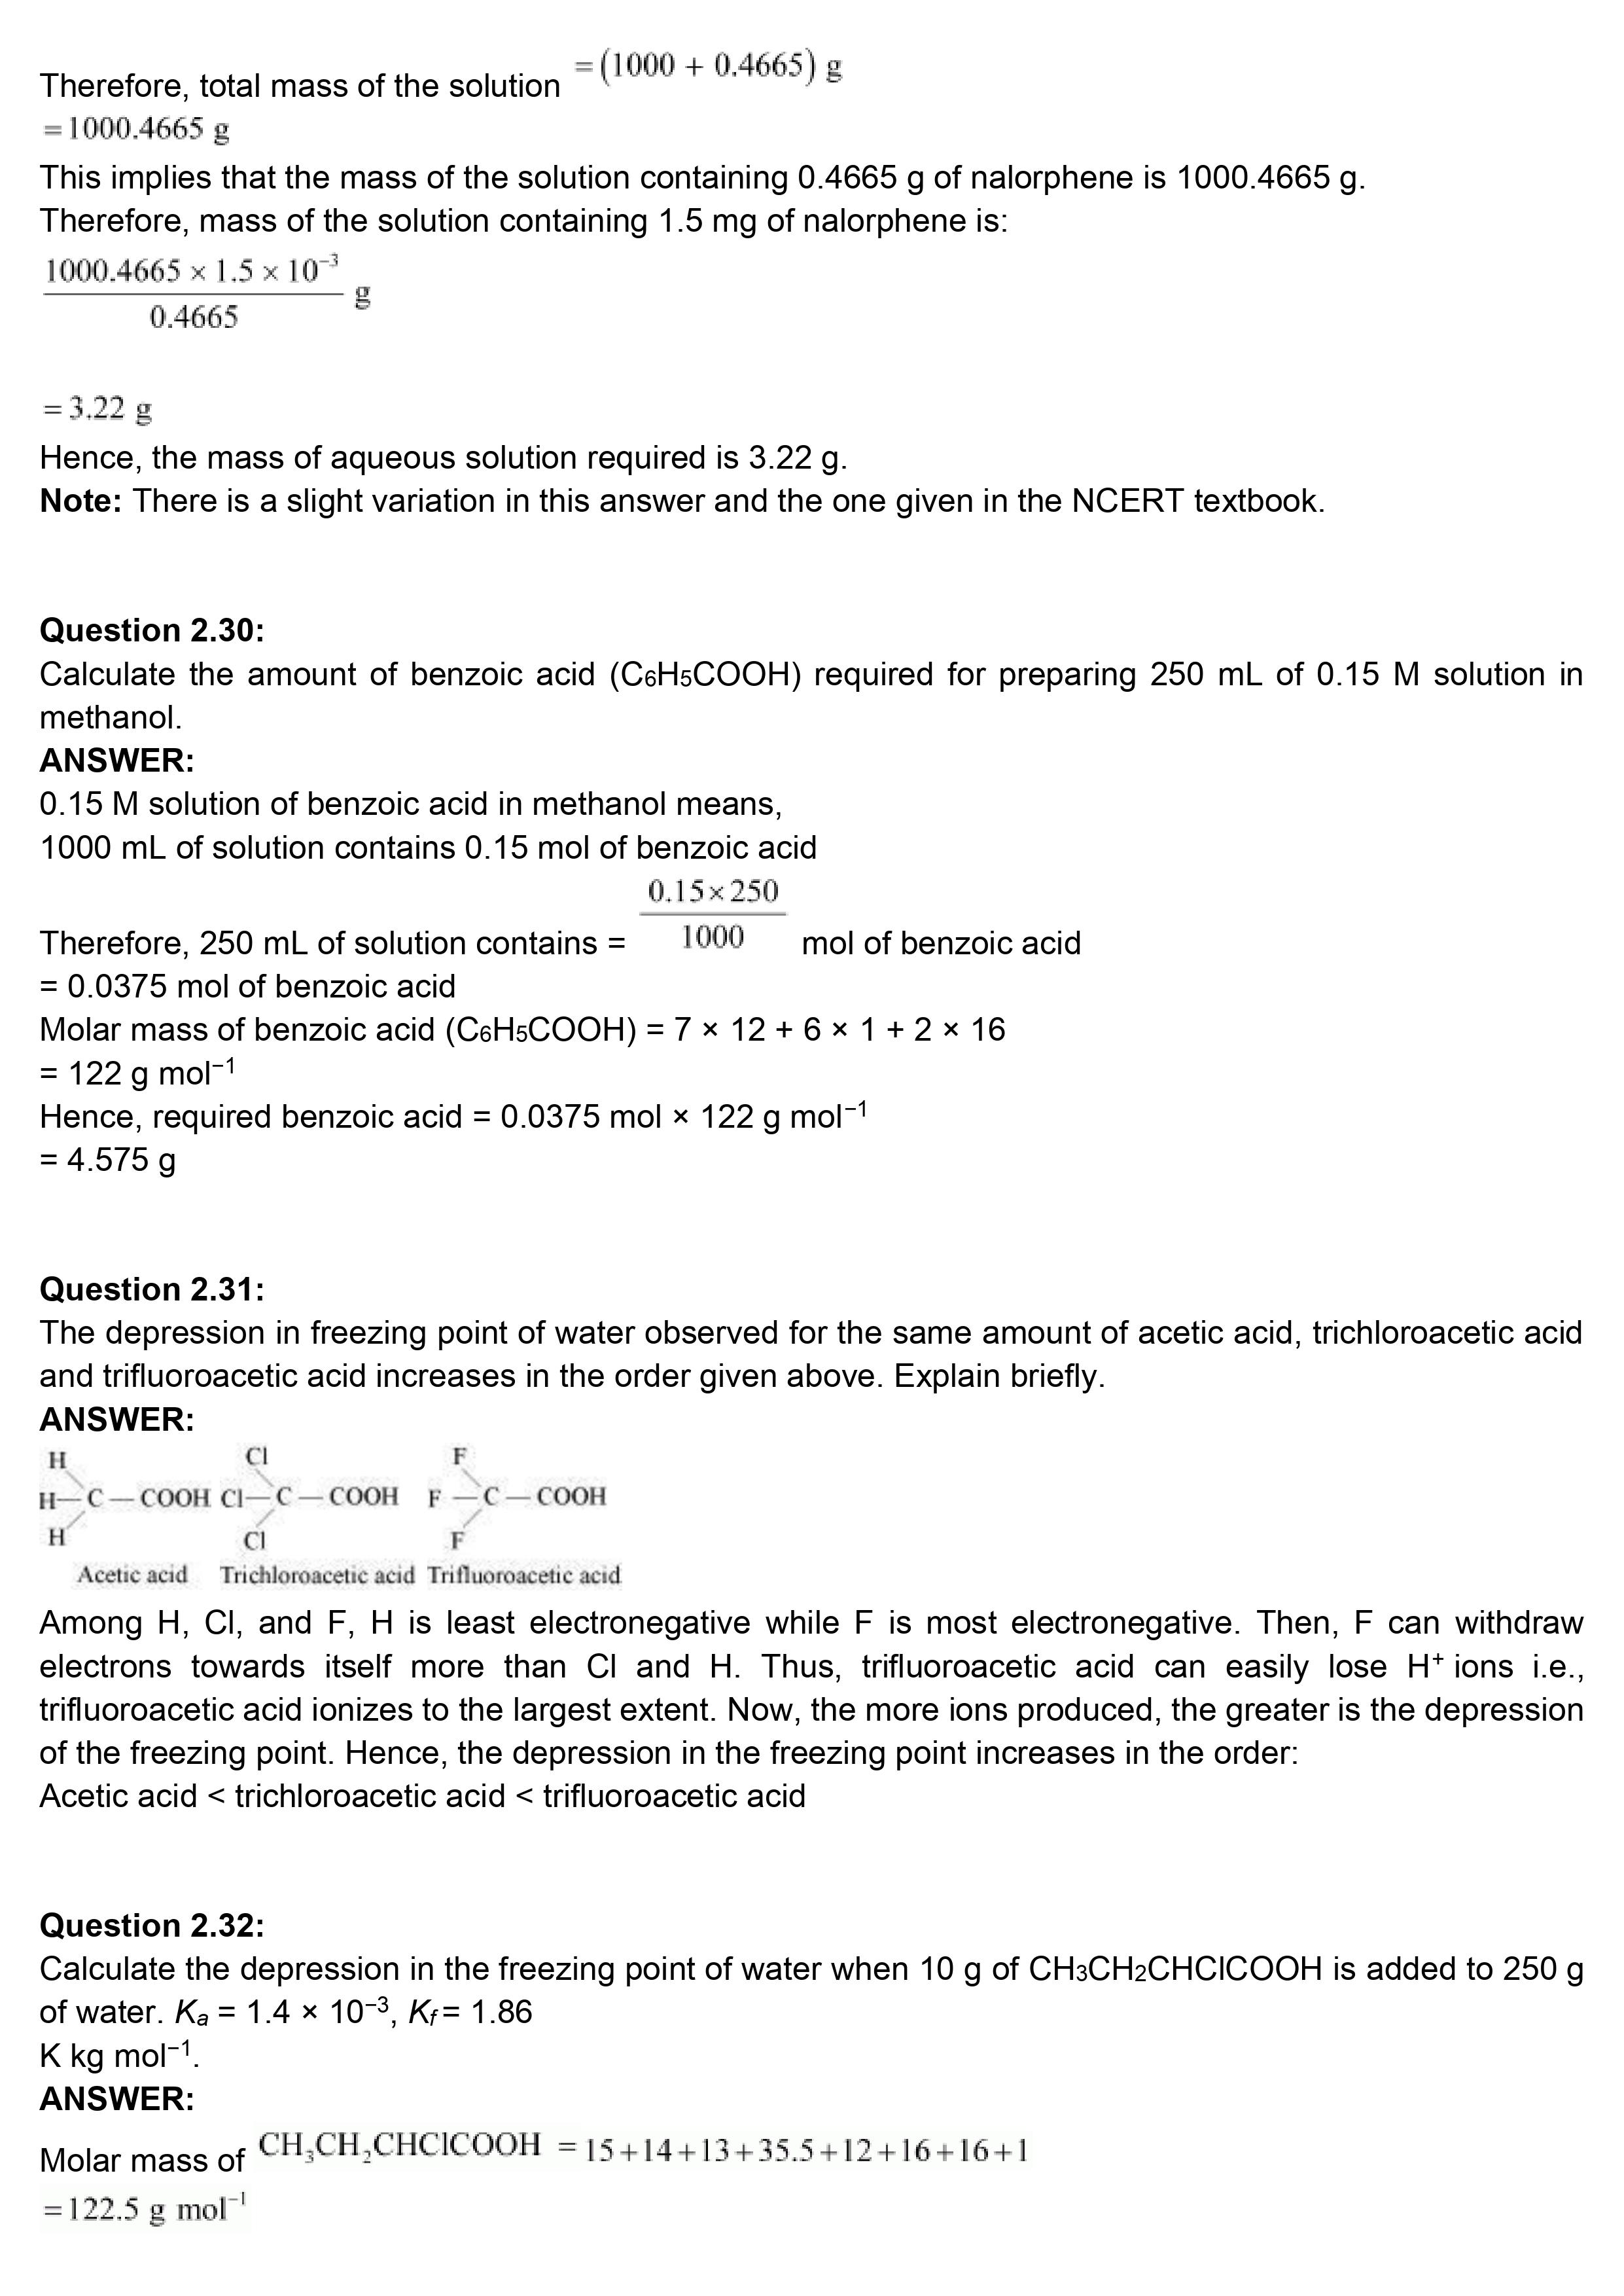 Therefore, total mass of the solution = (1000 + 0.4665) g
= 1000.4665 g
This implies that the mass of the solution containing 0.4665 g of nalorphene is 1000.4665 g.
Therefore, mass of the solution containing 1.5 mg of nalorphene is:
1000.4665 × 1.5 × 10⁻³
g
0.4665
= 3.22 g
Hence, the mass of aqueous solution required is 3.22 g.
Note: There is a slight variation in this answer and the one given in the NCERT textbook.
Question 2.30:
Calculate the amount of benzoic acid (C₆H₅COOH) required for preparing 250 mL of 0.15 M solution in
methanol.
ANSWER:
0.15 M solution of benzoic acid in methanol means,
1000 mL of solution contains 0.15 mol of benzoic acid
0.15×250
Therefore, 250 mL of solution contains = 1000 mol of benzoic acid
= 0.0375 mol of benzoic acid
Molar mass of benzoic acid (C₆H₅COOH) = 7 × 12 + 6 × 1 + 2 × 16
= 122 g mol⁻¹
Hence, required benzoic acid = 0.0375 mol × 122 g mol⁻¹
= 4.575 g
Question 2.31:
The depression in freezing point of water observed for the same amount of acetic acid, trichloroacetic acid
and trifluoroacetic acid increases in the order given above. Explain briefly.
ANSWER:
H Cl F
H—C—COOH Cl—C—COOH F—C—COOH
H Cl F
Acetic acid Trichloroacetic acid Trifluoroacetic acid
Among H, Cl, and F, H is least electronegative while F is most electronegative. Then, F can withdraw
electrons towards itself more than Cl and H. Thus, trifluoroacetic acid can easily lose H⁺ ions i.e.,
trifluoroacetic acid ionizes to the largest extent. Now, the more ions produced, the greater is the depression
of the freezing point. Hence, the depression in the freezing point increases in the order:
Acetic acid < trichloroacetic acid < trifluoroacetic acid
Question 2.32:
Calculate the depression in the freezing point of water when 10 g of CH₃CH₂CHClCOOH is added to 250 g
of water. Kₐ = 1.4 × 10⁻³, K_f = 1.86
K kg mol⁻¹.
ANSWER:
Molar mass of CH₃CH₂CHClCOOH = 15+14+13+35.5+12+16+16+1
= 122.5 g mol⁻¹